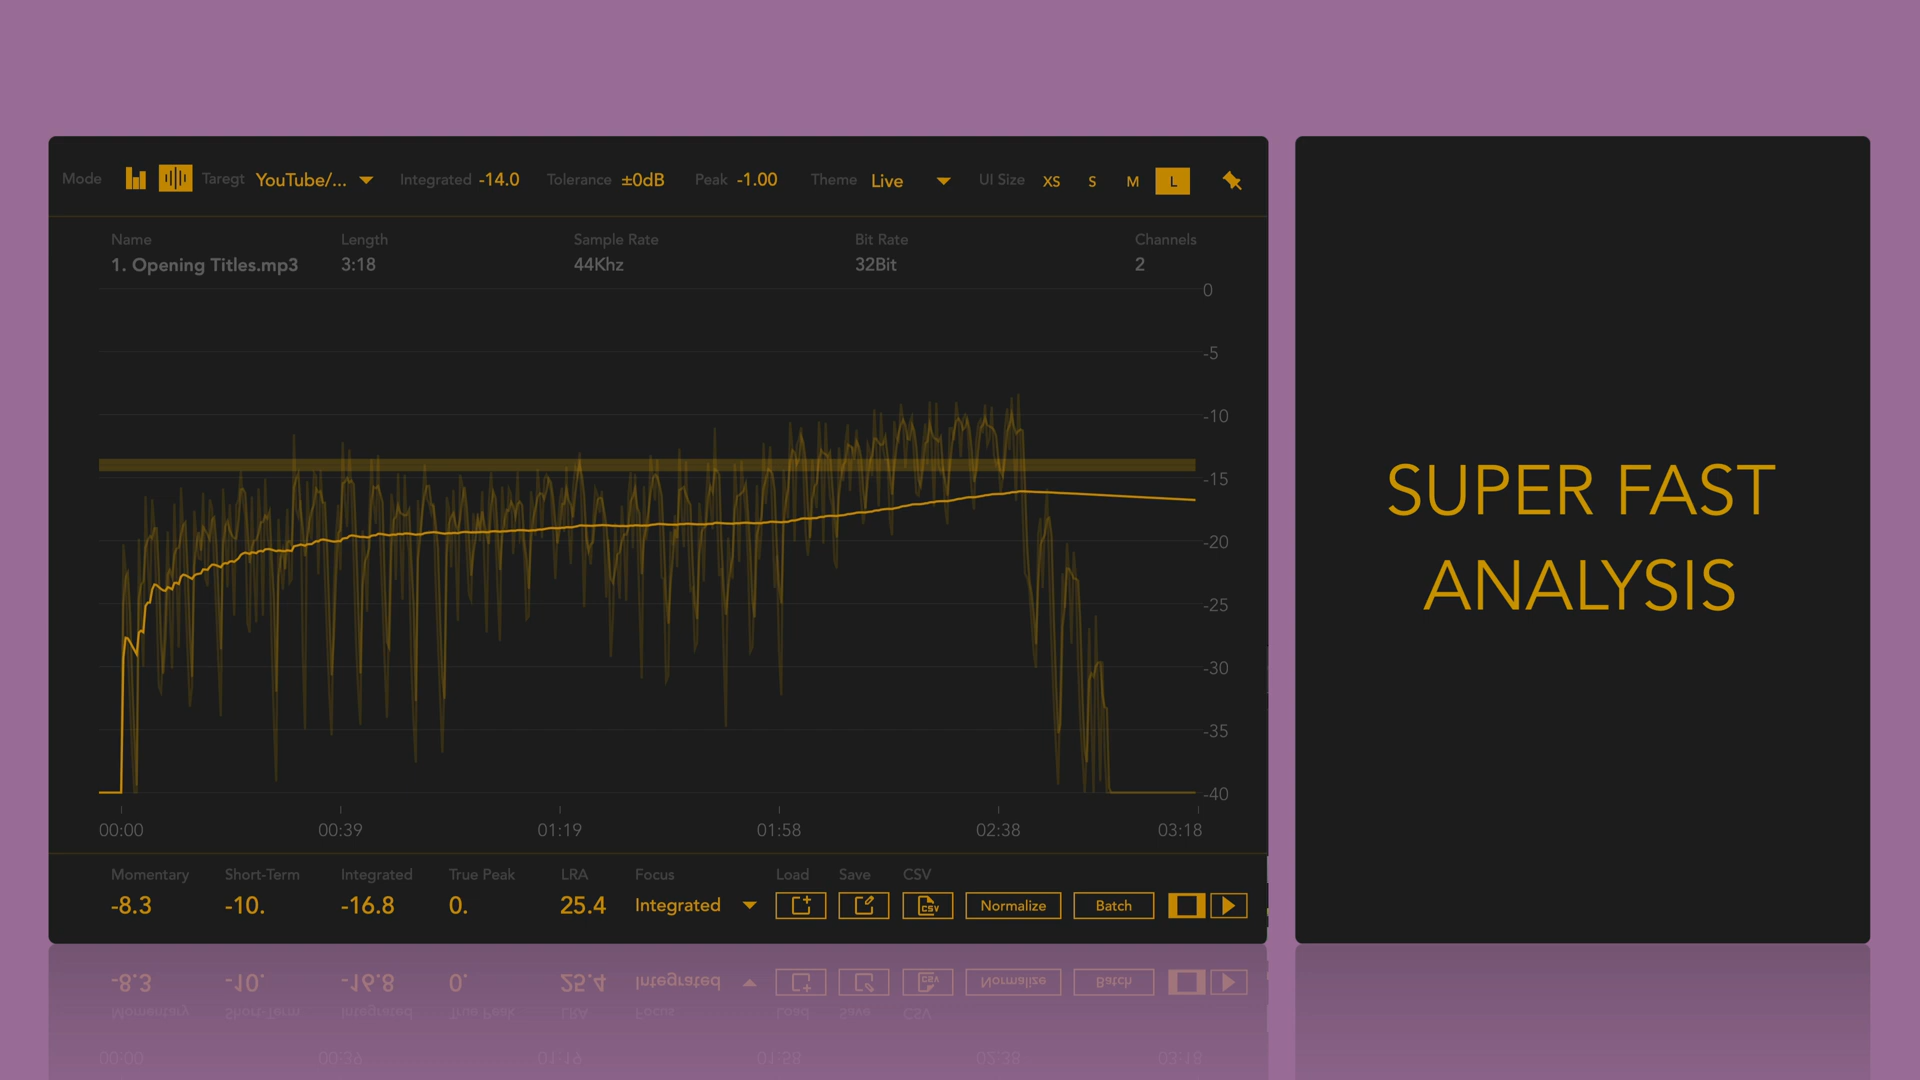 Mode Taregt YouTube/... Integrated -14.0 Tolerance ±0dB Peak -1.00 Theme Live UI Size XS S M L
Name Length Sample Rate Bit Rate Channels
1. Opening Titles.mp3 3:18 44Khz 32Bit 2
0
-5
-10
-15
-20
-25
-30
-35
-40
00:00 00:39 01:19 01:58 02:38 03:18
Momentary Short-Term Integrated True Peak LRA Focus Load Save CSV
-8.3 -10. -16.8 0. 25.4 Integrated CSV Normalize Batch
SUPER FAST
ANALYSIS